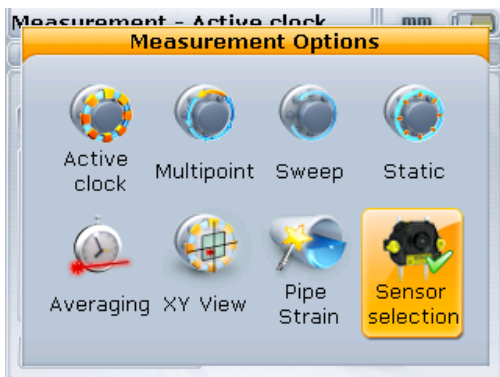 Measurement - Active clock
mm
Measurement Options
Active
clock
Multipoint
Sweep
Static
Averaging
XY View
Pipe
Strain
Sensor
selection